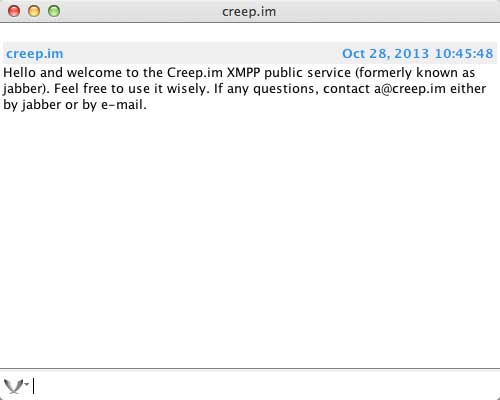 creep.im
creep.im Oct 28, 2013 10:45:48
Hello and welcome to the Creep.im XMPP public service (formerly known as
jabber). Feel free to use it wisely. If any questions, contact a@creep.im either
by jabber or by e-mail.